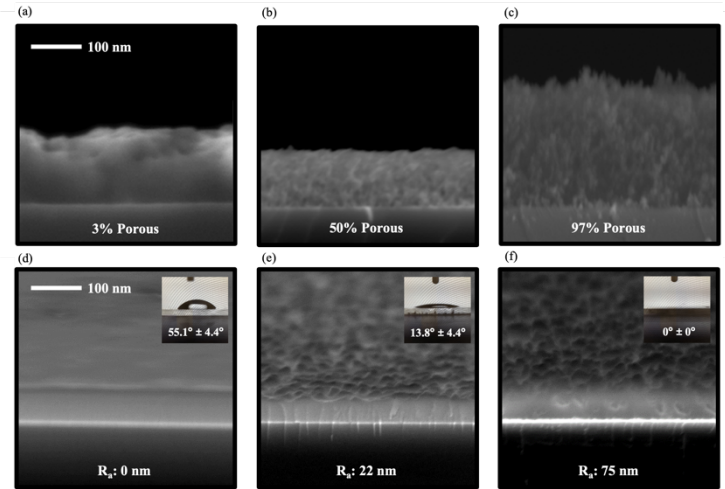 (a)
(b)
(c)
100 nm
3% Porous
50% Porous
97% Porous
(d)
(e)
(f)
100 nm
55.1° ± 4.4°
13.8° ± 4.4°
0° ± 0°
Rₐ: 0 nm
Rₐ: 22 nm
Rₐ: 75 nm